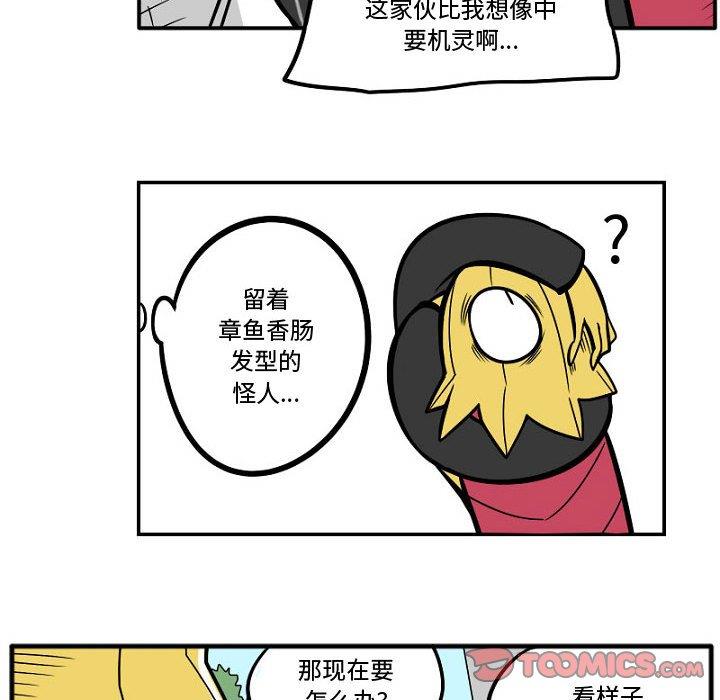 这家伙比我想像中
要机灵啊...
?
留着
章鱼香肠
发型的
怪人...
那现在要
怎么办?
TOOMICS.COM
看样子